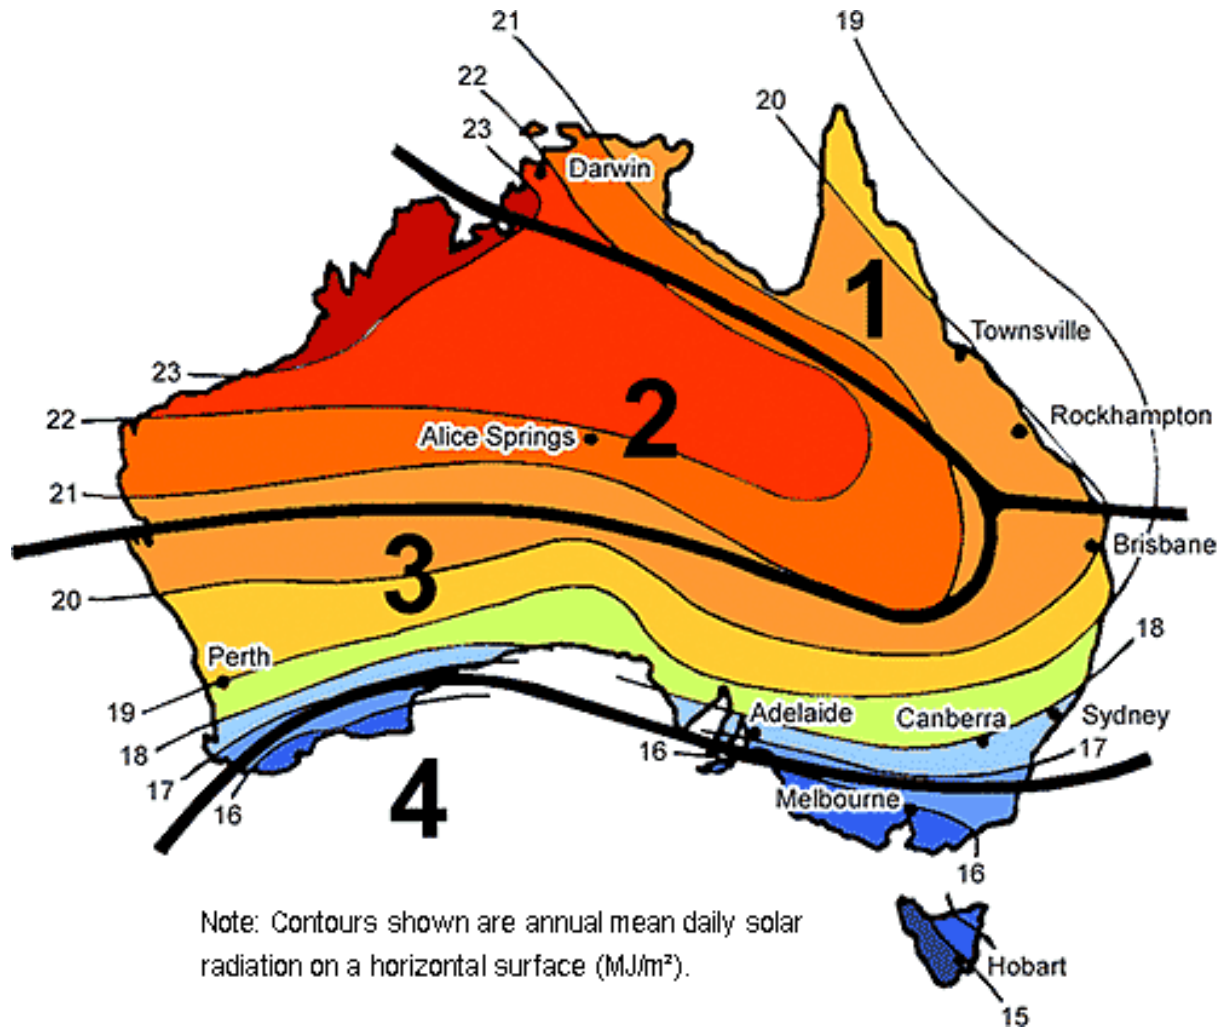 21
19
22
20
23
Darwin
1
Townsville
23
2
22
Rockhampton
Alice Springs
21
3
Brisbane
20
18
Perth
19
Adelaide
Canberra
Sydney
18
16
17
17
4
Melbourne
16
16
Note: Contours shown are annual mean daily solar
radiation on a horizontal surface (MJ/m²).
Hobart
15